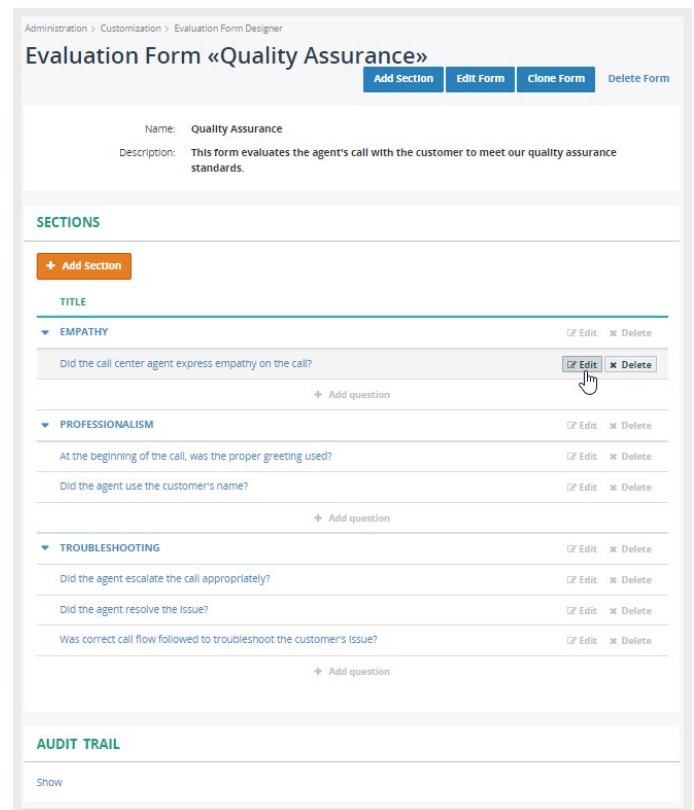 Administration > Customization > Evaluation Form Designer
Evaluation Form «Quality Assurance»
Add Section Edit Form Clone Form Delete Form
Name: Quality Assurance
Description: This form evaluates the agent's call with the customer to meet our quality assurance
standards.
SECTIONS
+ Add Section
TITLE
EMPATHY Edit × Delete
Did the call center agent express empathy on the call? Edit × Delete
+ Add question
PROFESSIONALISM Edit × Delete
At the beginning of the call, was the proper greeting used? Edit × Delete
Did the agent use the customer's name? Edit × Delete
+ Add question
TROUBLESHOOTING Edit × Delete
Did the agent escalate the call appropriately? Edit × Delete
Did the agent resolve the issue? Edit × Delete
Was correct call flow followed to troubleshoot the customer's issue? Edit × Delete
+ Add question
AUDIT TRAIL
Show